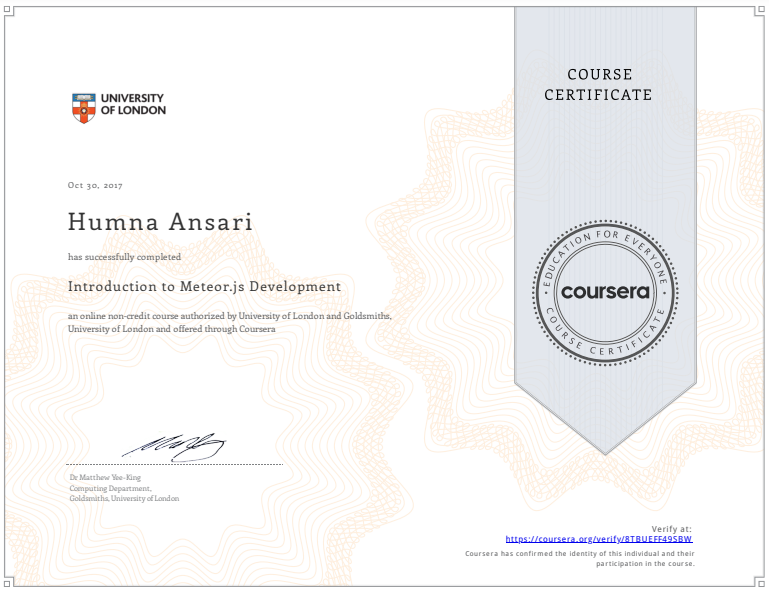 UNIVERSITY
OF LONDON
COURSE
CERTIFICATE
Oct 30, 2017
Humna Ansari
has successfully completed
Introduction to Meteor.js Development
an online non-credit course authorized by University of London and Goldsmiths,
University of London and offered through Coursera
EDUCATION FOR EVERYONE
coursera
COURSE CERTIFICATE
Dr Matthew Yee-King
Computing Department,
Goldsmiths, University of London
Verify at:
https://coursera.org/verify/8TBUEFF49SBW
Coursera has confirmed the identity of this individual and their
participation in the course.